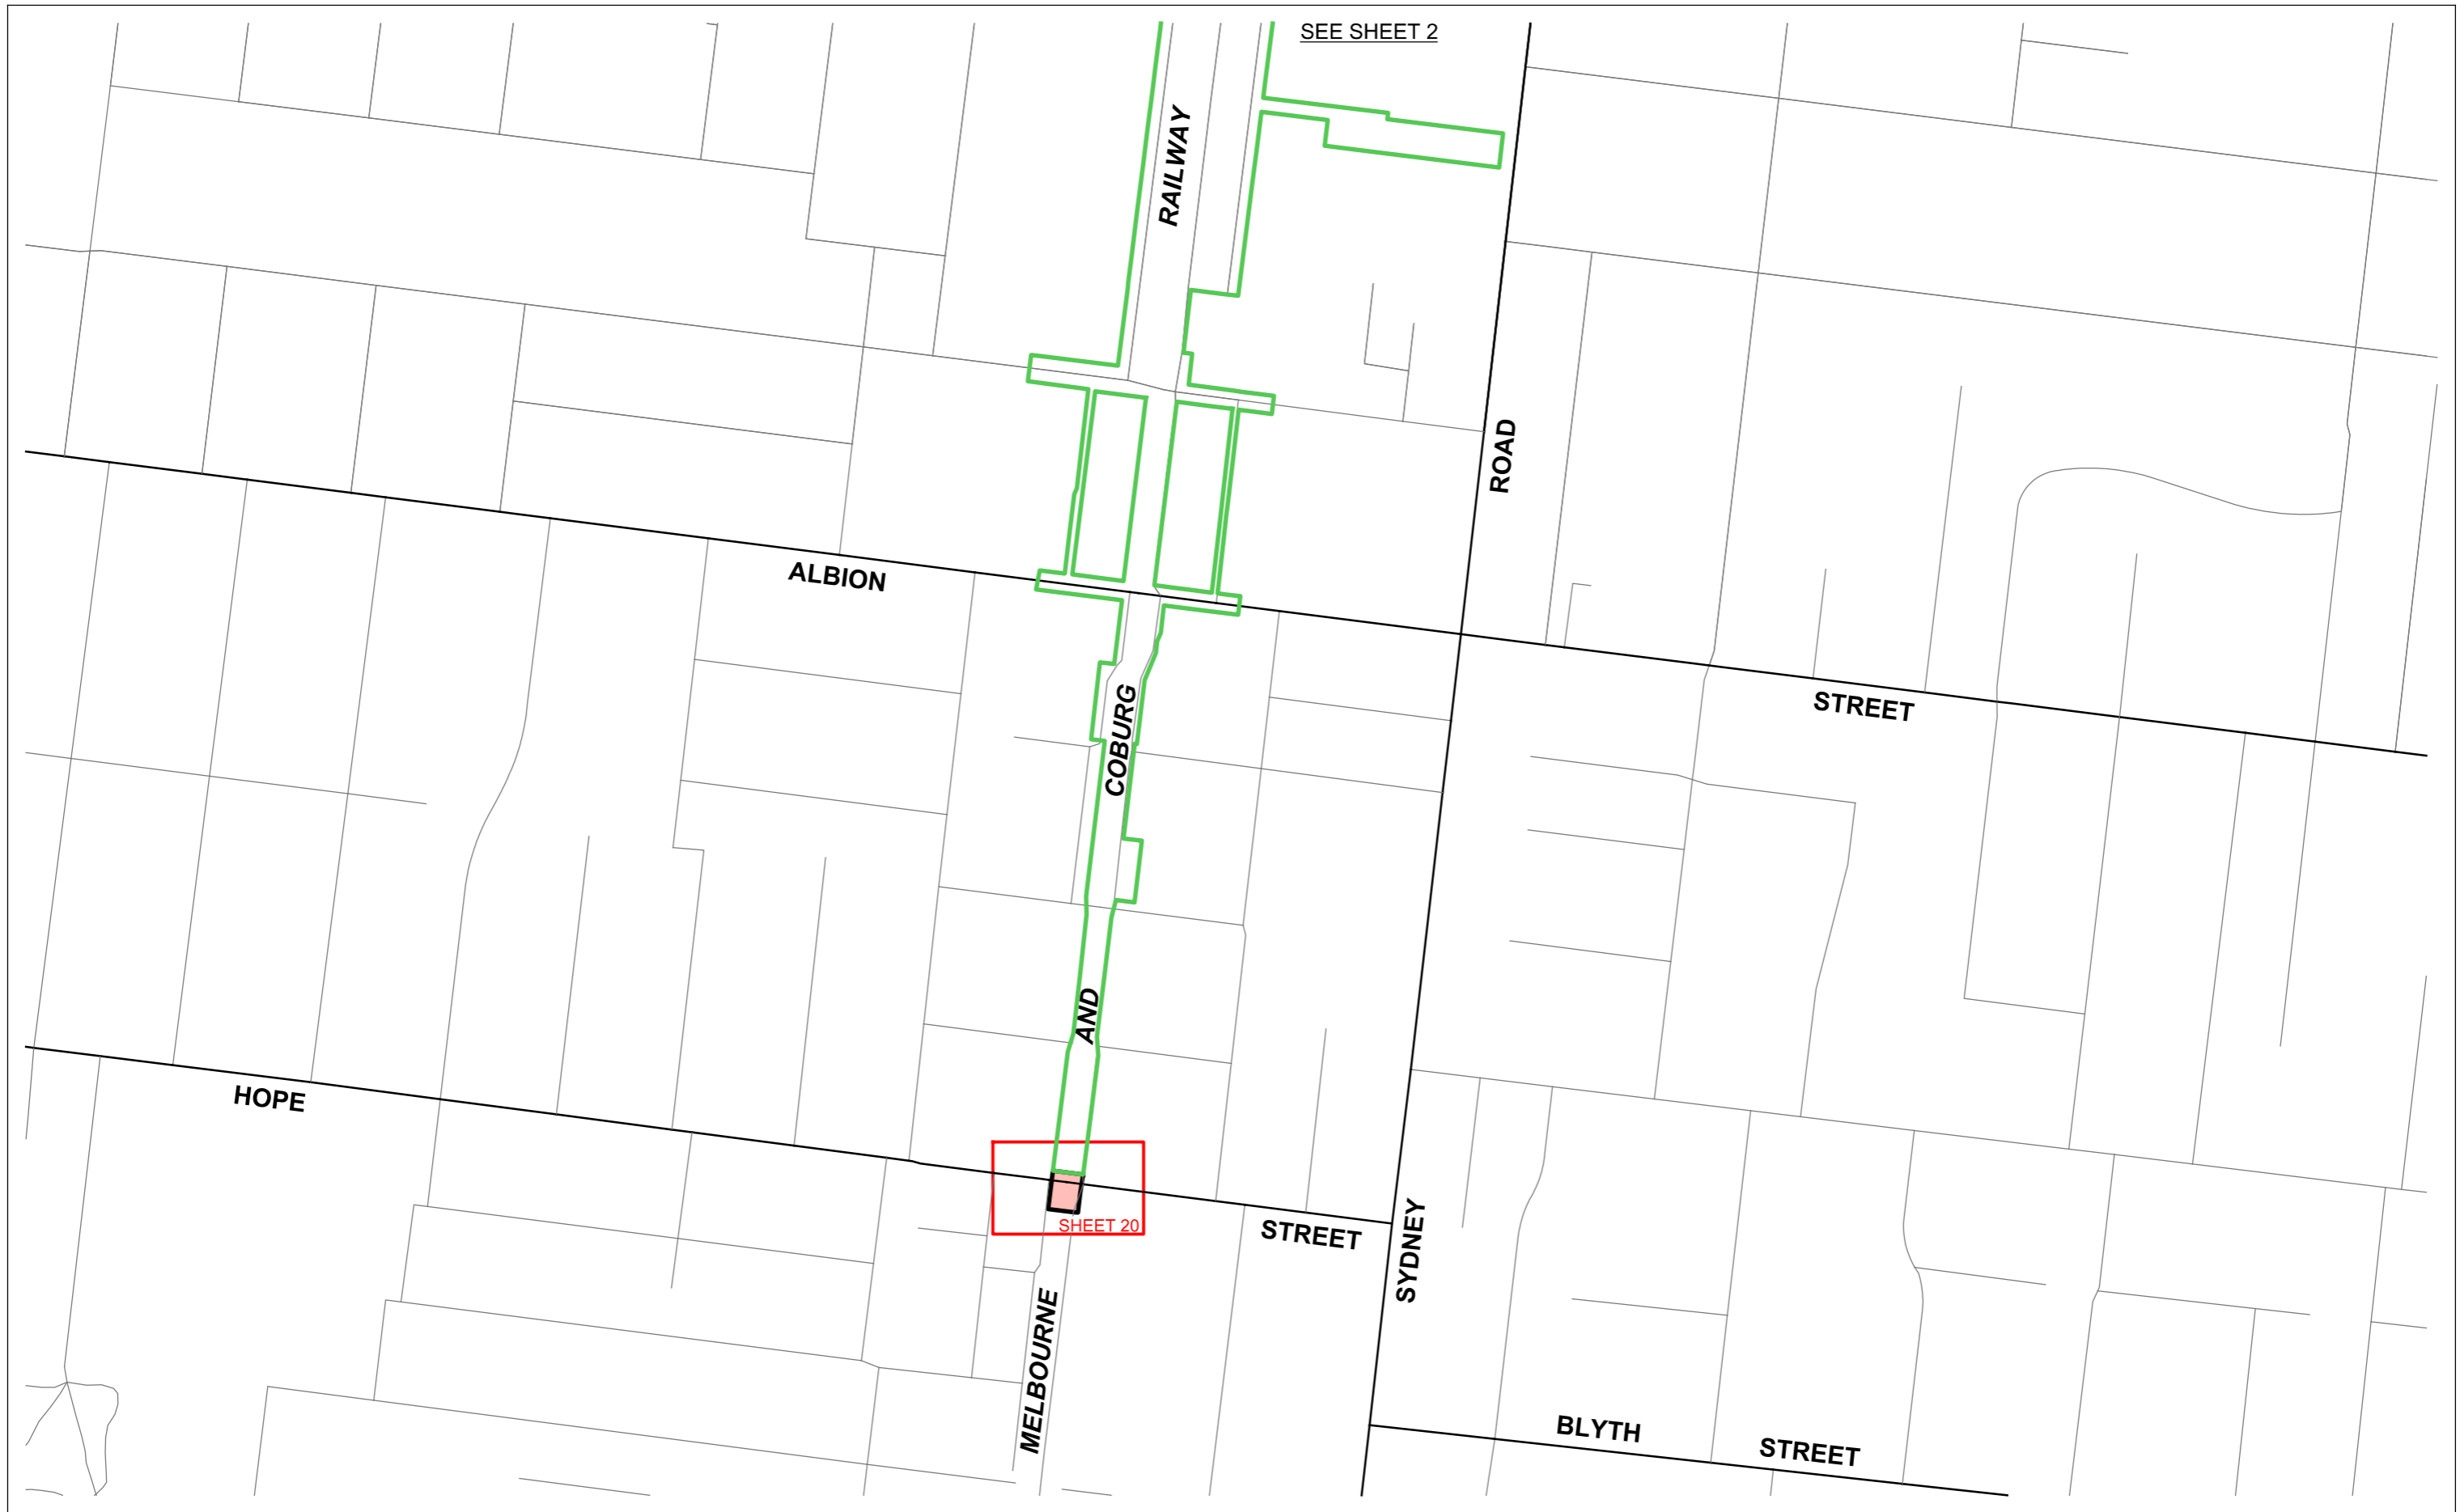 SEE SHEET 2
RAILWAY
ROAD
ALBION
STREET
COBURG
AND
HOPE
STREET
SHEET 20
SYDNEY
MELBOURNE
BLYTH
STREET